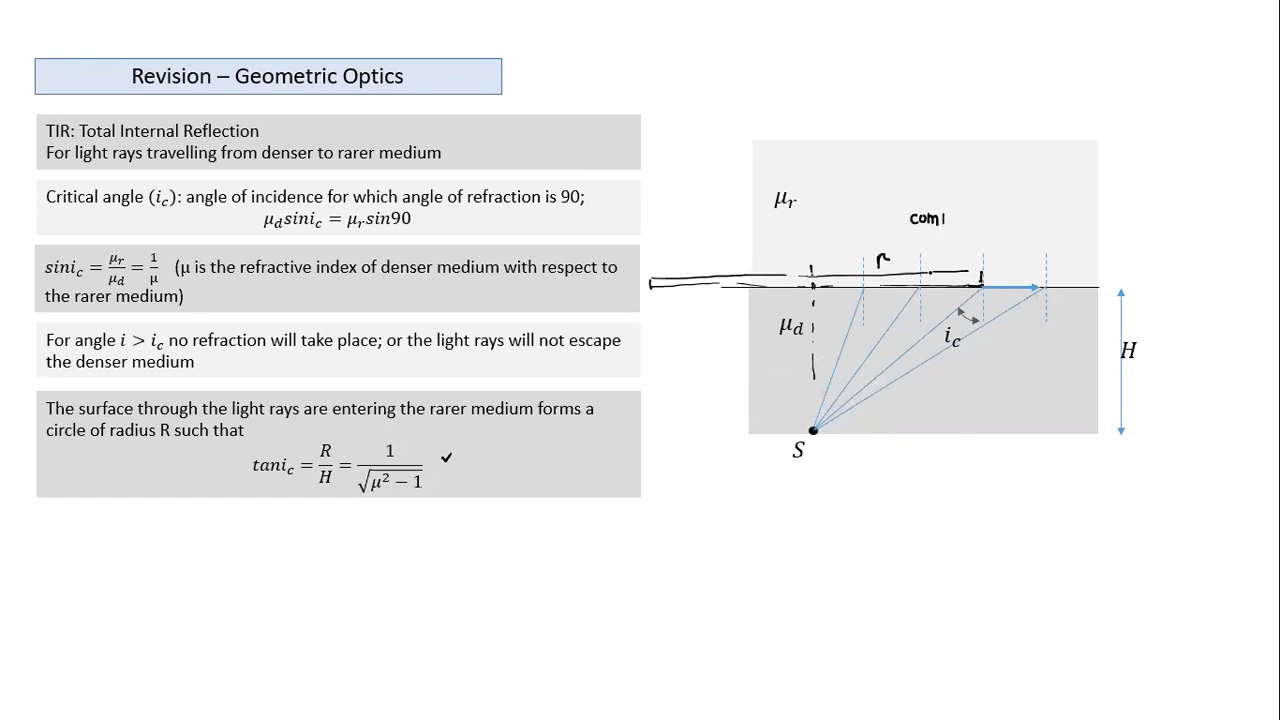 Revision – Geometric Optics
TIR: Total Internal Reflection
For light rays travelling from denser to rarer medium
Critical angle (i_c): angle of incidence for which angle of refraction is 90;
μ_d sini_c = μ_r sin90
sini_c = μ_r/μ_d = 1/μ (μ is the refractive index of denser medium with respect to
the rarer medium)
For angle i > i_c no refraction will take place; or the light rays will not escape
the denser medium
The surface through the light rays are entering the rarer medium forms a
circle of radius R such that
tani_c = R/H = 1/√(μ² − 1)
μ_r
com
r
μ_d
i_c
H
S